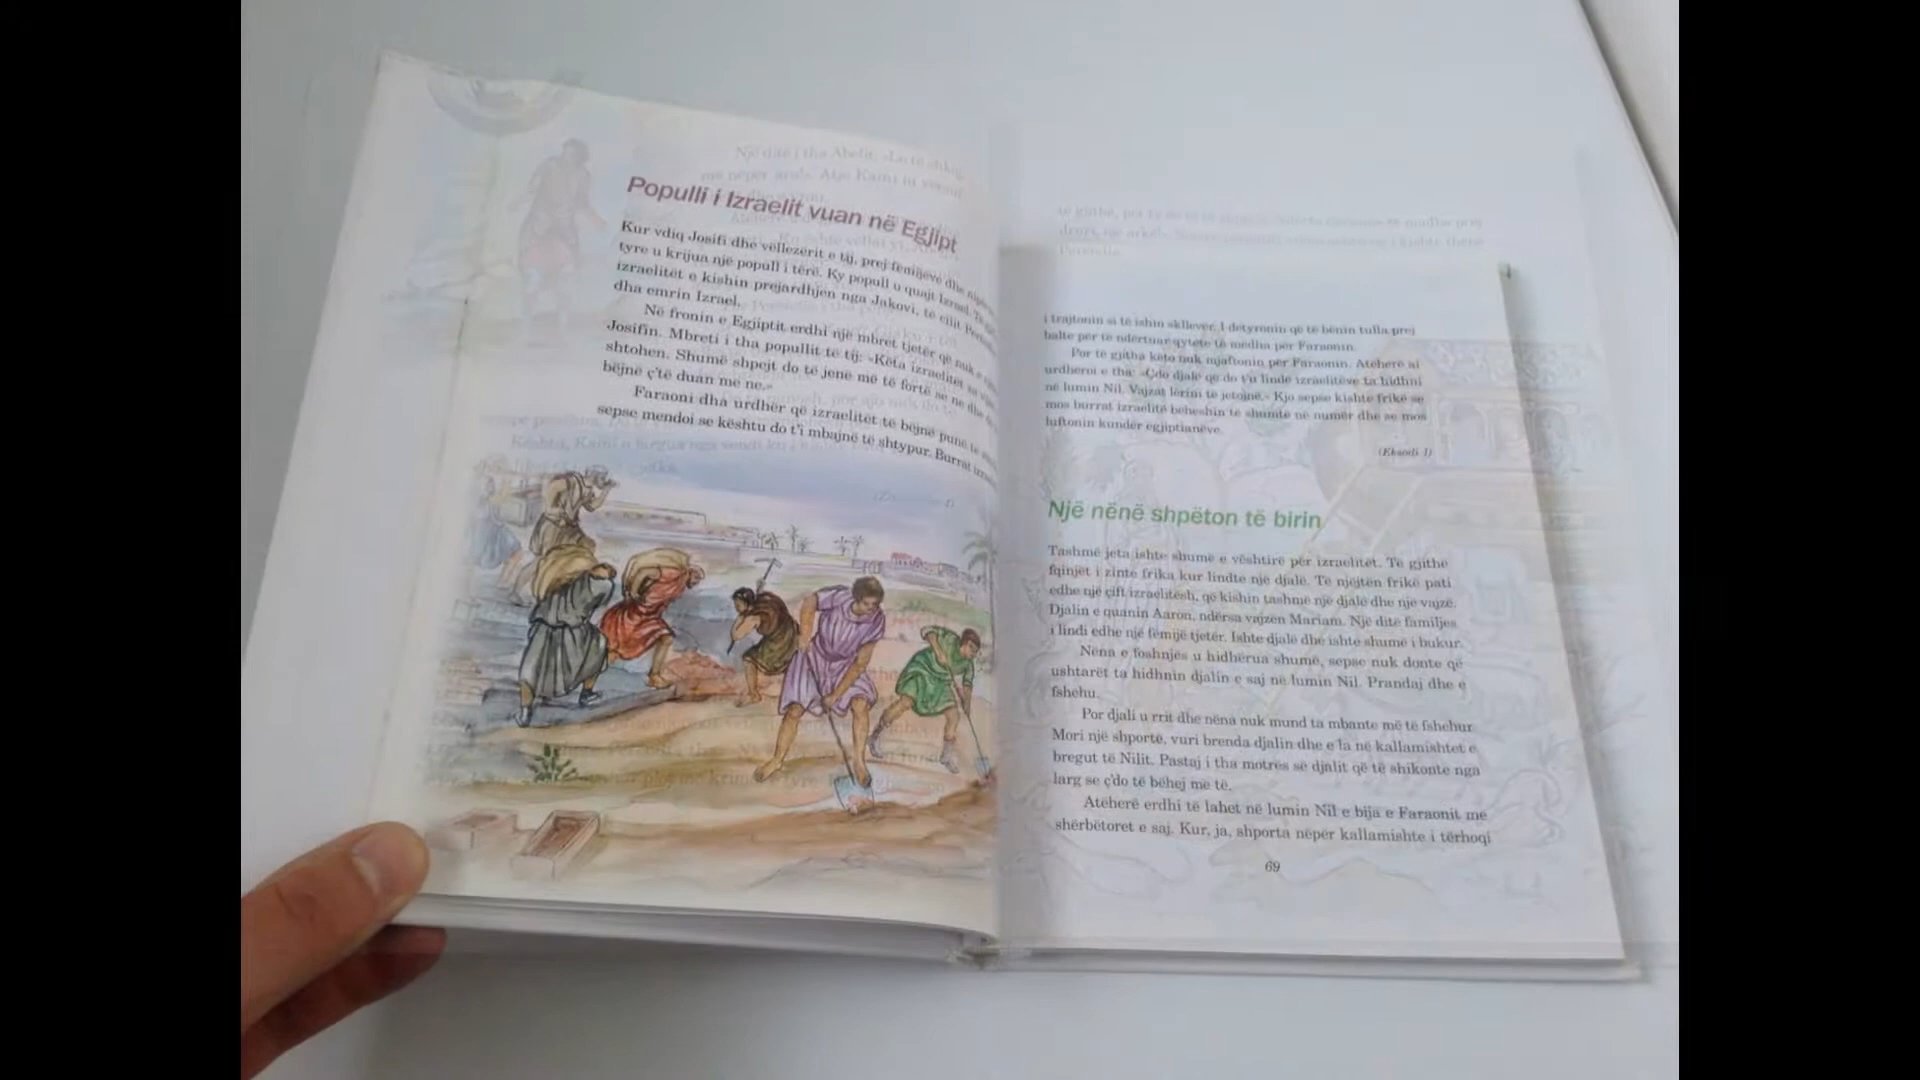 Populli i Izraelit vuan në Egjipt
Kur vdiq Josifi dhe vëllezërit e tij, prej fëmijëve dhe
tyre u krijua një popull i tërë. Ky popull u quajt Izrael. Të
izraelitët e kishin prejardhjen nga Jakovi, të cilit
dha emrin Izrael.
Në fronin e Egjiptit erdhi një mbret tjetër që nuk e
Josifin. Mbreti i tha popullit të tij: «Këta izraelitët sa
shtohen. Shumë shpejt do të jenë më të fortë se ne dhe
bëjnë ç'të duan me ne.»
Faraoni dha urdhër që izraelitët të bëjnë punë të
sepse mendoi se kështu do t'i mbajnë të shtypur. Burrat
i trajtonin si të ishin skllevër. I detyronin që të bënin tulla prej
balte për të ndërtuar qytete të mëdha për Faraonin.
Por të gjitha këto nuk mjaftonin për Faraonin. Atëherë ai
urdhëroi e tha: «Çdo djalë që do t'u lindë izraelitëve ta hidhni
në lumin Nil. Vajzat lërini të jetojnë.» Kjo sepse kishte frikë se
mos burrat izraelitë bëheshin të shumtë në numër dhe se mos
luftonin kundër egjiptianëve.
(Eksodi 1)
Një nënë shpëton të birin
Tashmë jeta ishte shumë e vështirë për izraelitët. Të gjithë
fqinjët i zinte frika kur lindte një djalë. Të njëjtën frikë pati
edhe një çift izraelitësh, që kishin tashmë një djalë dhe një vajzë.
Djalin e quanin Aaron, ndërsa vajzën Mariam. Një ditë familjes
i lindi edhe një fëmijë tjetër. Ishte djalë dhe ishte shumë i bukur.
Nëna e foshnjës u hidhërua shumë, sepse nuk donte që
ushtarët ta hidhnin djalin e saj në lumin Nil. Prandaj dhe e
fshehu.
Por djali u rrit dhe nëna nuk mund ta mbante më të fshehur
Mori një shportë, vuri brenda djalin dhe e la në kallamishtet e
bregut të Nilit. Pastaj i tha motrës së djalit që të shikonte nga
larg se ç'do të bëhej me të.
Atëherë erdhi të lahet në lumin Nil e bija e Faraonit me
shërbëtoret e saj. Kur, ja, shporta nëpër kallamishte i tërhoqi
69